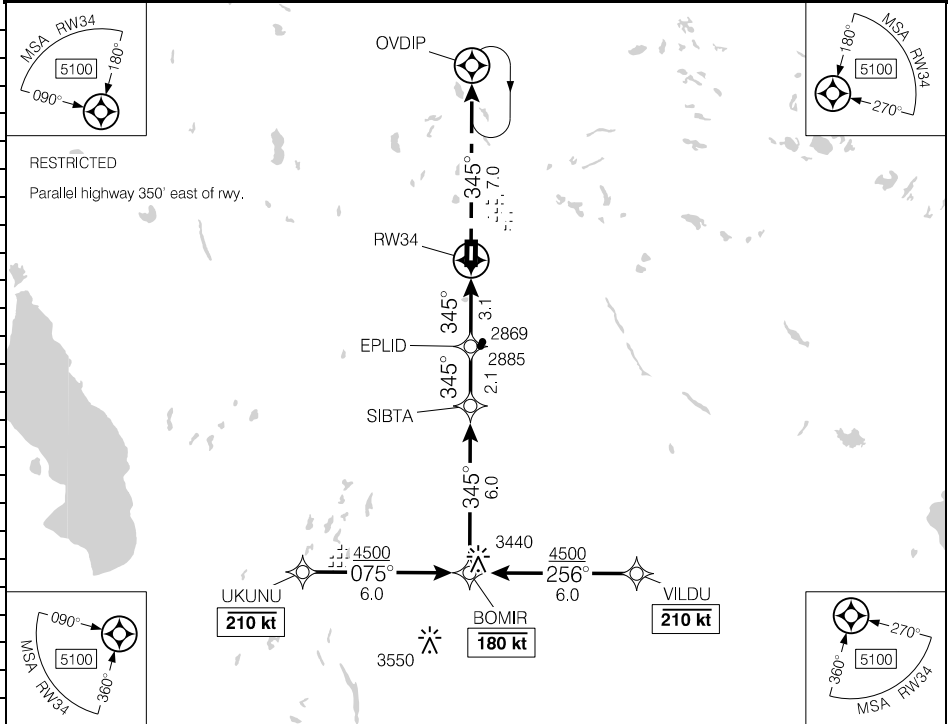 MSA RW34
5100
180°
090°
OVDIP
MSA RW34
180°
5100
270°
RESTRICTED
Parallel highway 350' east of rwy.
345°
7.0
RW34
345°
3.1
EPLID
2869
2885
345°
2.1
SIBTA
345°
6.0
3440
4500
075°
6.0
4500
256°
6.0
UKUNU
210 kt
BOMIR
180 kt
VILDU
210 kt
3550
090°
5100
360°
MSA RW34
270°
5100
360°
MSA RW34